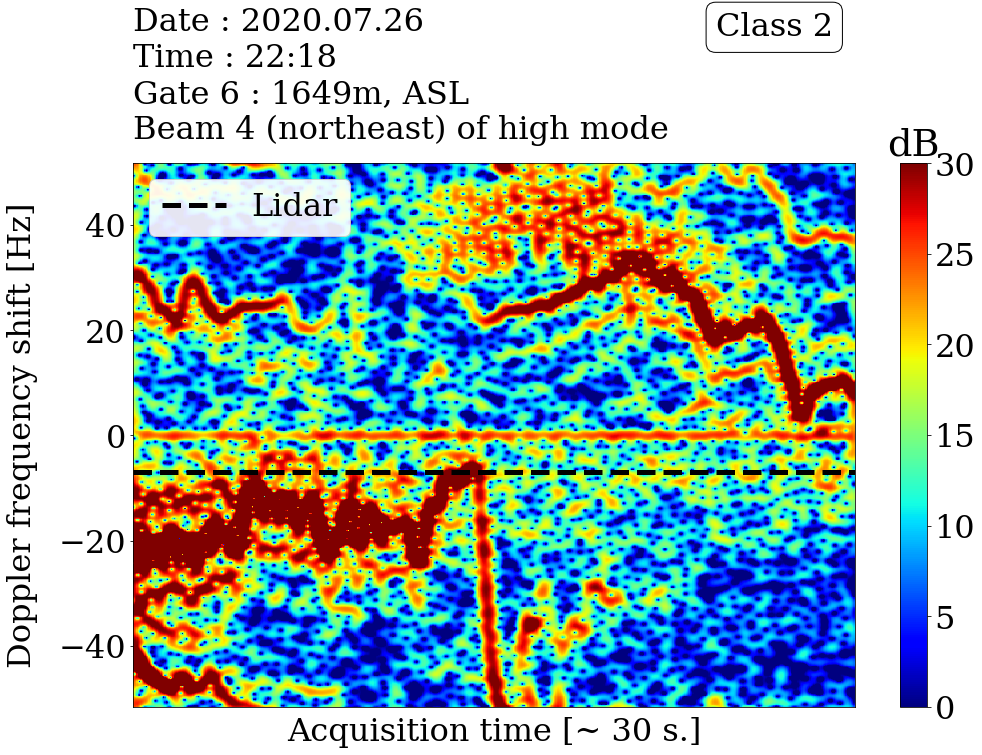 Date : 2020.07.26
Time : 22:18
Gate 6 : 1649m, ASL
Beam 4 (northeast) of high mode
Class 2
dB
Lidar
Doppler frequency shift [Hz]
40
20
0
−20
−40
Acquisition time [~ 30 s.]
30
25
20
15
10
5
0